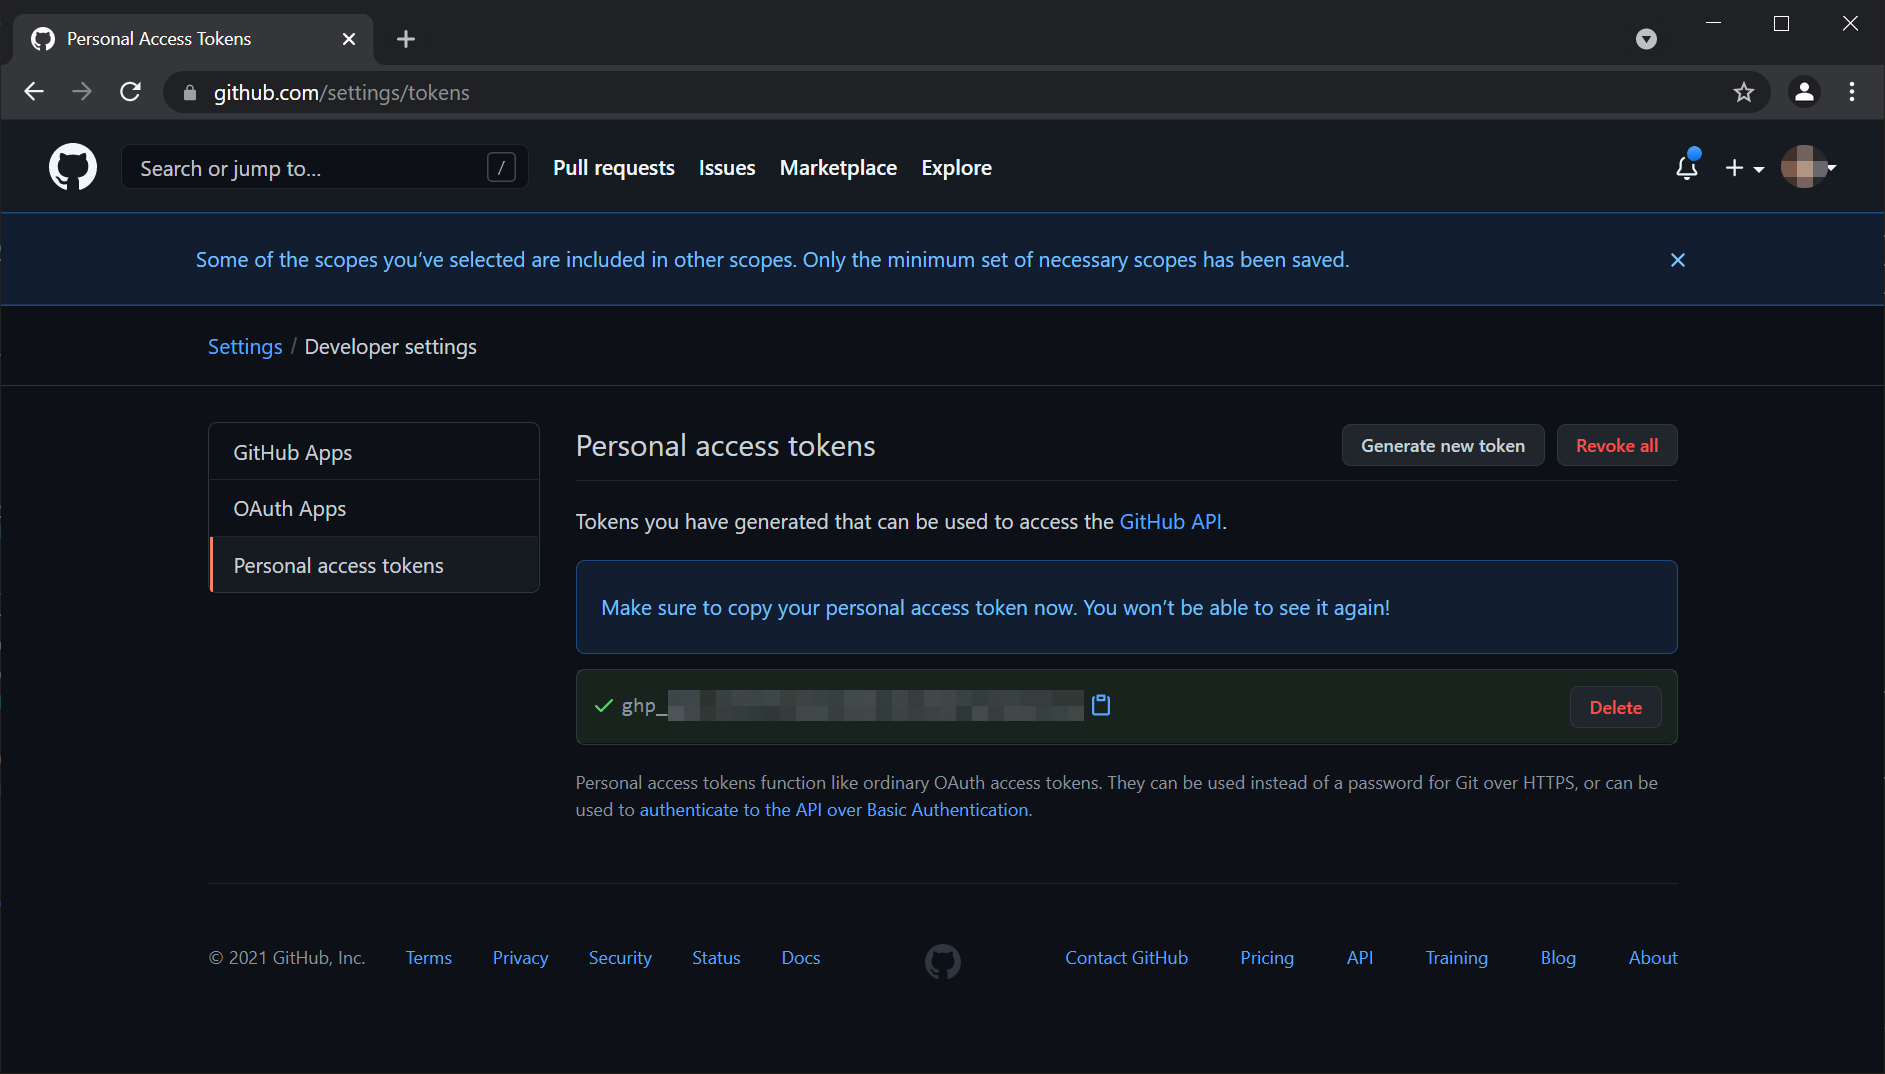 Personal Access Tokens
github.com/settings/tokens
Search or jump to... /
Pull requests Issues Marketplace Explore
Some of the scopes you’ve selected are included in other scopes. Only the minimum set of necessary scopes has been saved.
Settings / Developer settings
GitHub Apps
OAuth Apps
Personal access tokens
Personal access tokens
Generate new token
Revoke all
Tokens you have generated that can be used to access the GitHub API.
Make sure to copy your personal access token now. You won’t be able to see it again!
ghp_
Delete
Personal access tokens function like ordinary OAuth access tokens. They can be used instead of a password for Git over HTTPS, or can be
used to authenticate to the API over Basic Authentication.
© 2021 GitHub, Inc. Terms Privacy Security Status Docs Contact GitHub Pricing API Training Blog About